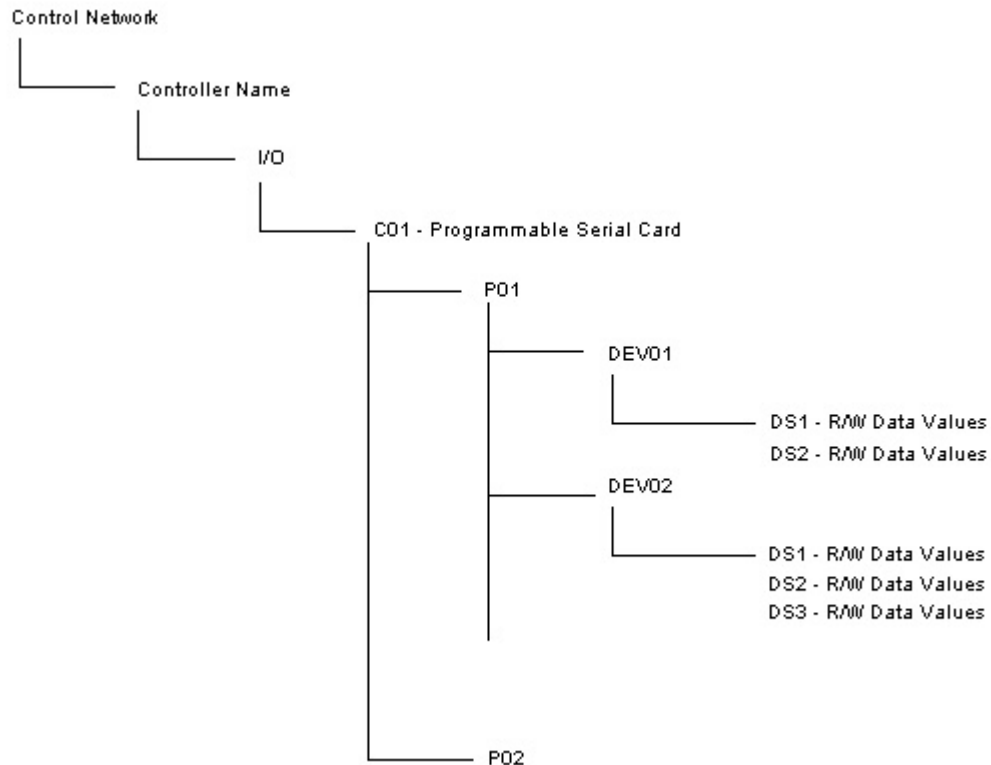 Control Network
Controller Name
I/O
C01 - Programmable Serial Card
P01
DEV01
DS1 - R/W Data Values
DS2 - R/W Data Values
DEV02
DS1 - R/W Data Values
DS2 - R/W Data Values
DS3 - R/W Data Values
P02